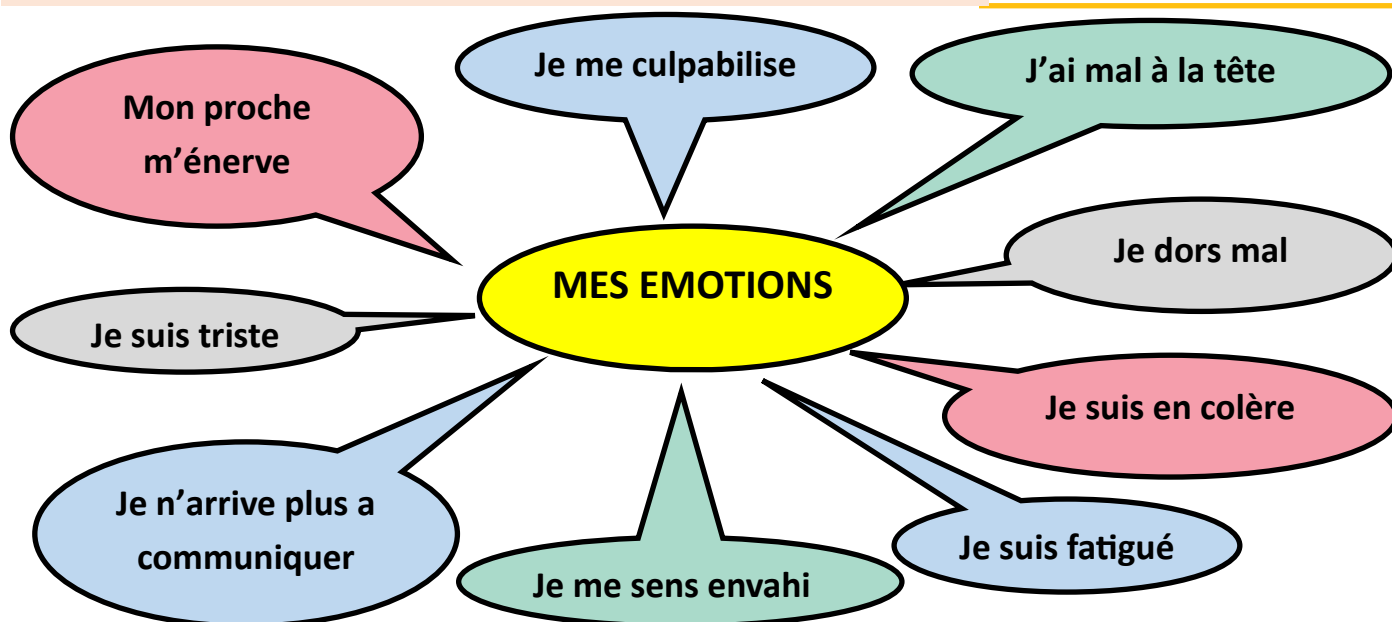 Je me culpabilise
J'ai mal à la tête
Mon proche
m'énerve
Je dors mal
MES EMOTIONS
Je suis triste
Je suis en colère
Je n'arrive plus a
communiquer
Je suis fatigué
Je me sens envahi